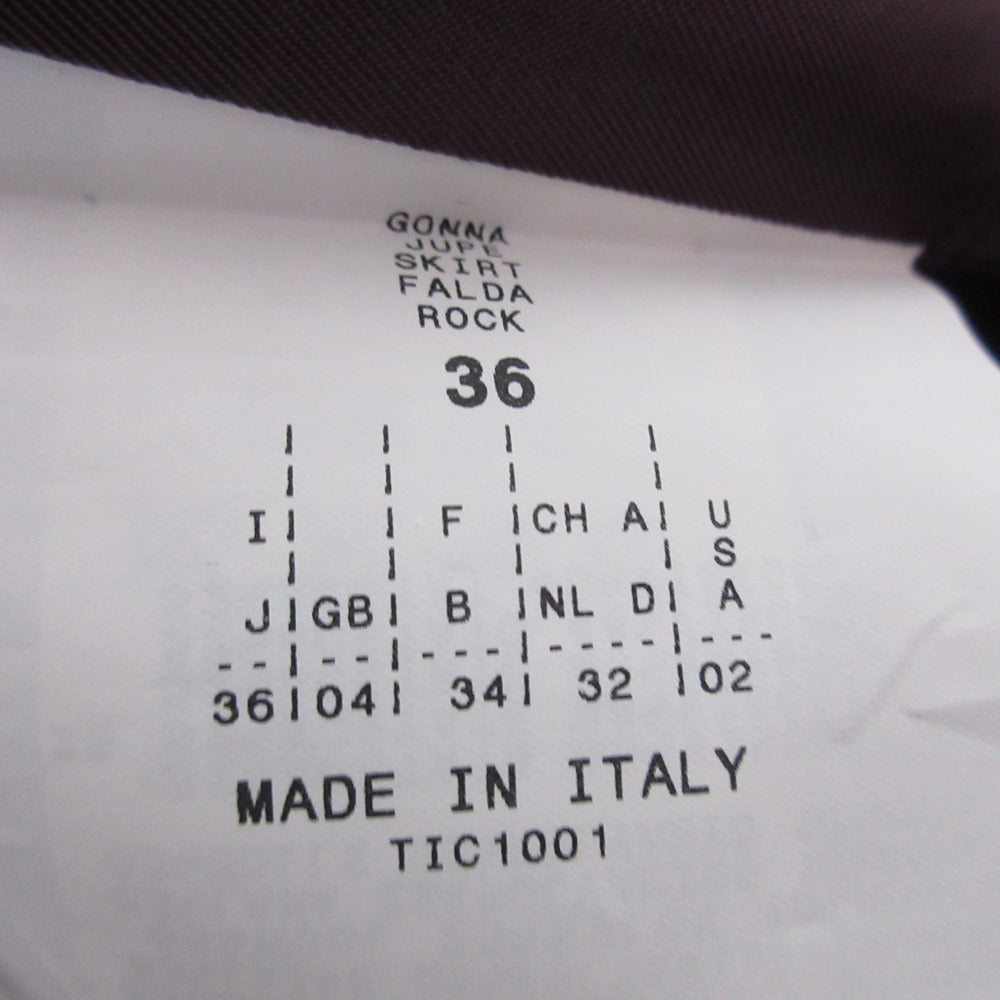 GONNA
JUPE
SKIRT
FALDA
ROCK
36
I F CH A U
S
J GB B NL D A
36 04 34 32 02
MADE IN ITALY
TIC1001